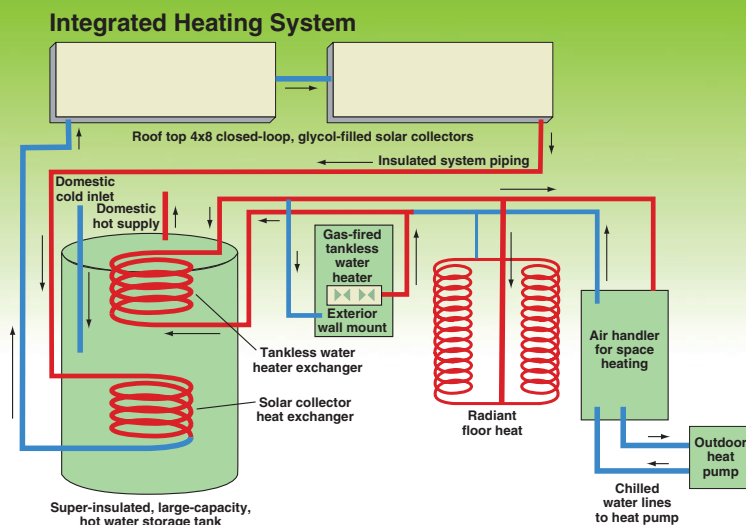 Integrated Heating System
Roof top 4x8 closed-loop, glycol-filled solar collectors
Insulated system piping
Domestic
cold inlet
Domestic
hot supply
Gas-fired
tankless
water
heater
Exterior
wall mount
Tankless water
heater exchanger
Solar collector
heat exchanger
Radiant
floor heat
Air handler
for space
heating
Outdoor
heat
pump
Chilled
water lines
to heat pump
Super-insulated, large-capacity,
hot water storage tank